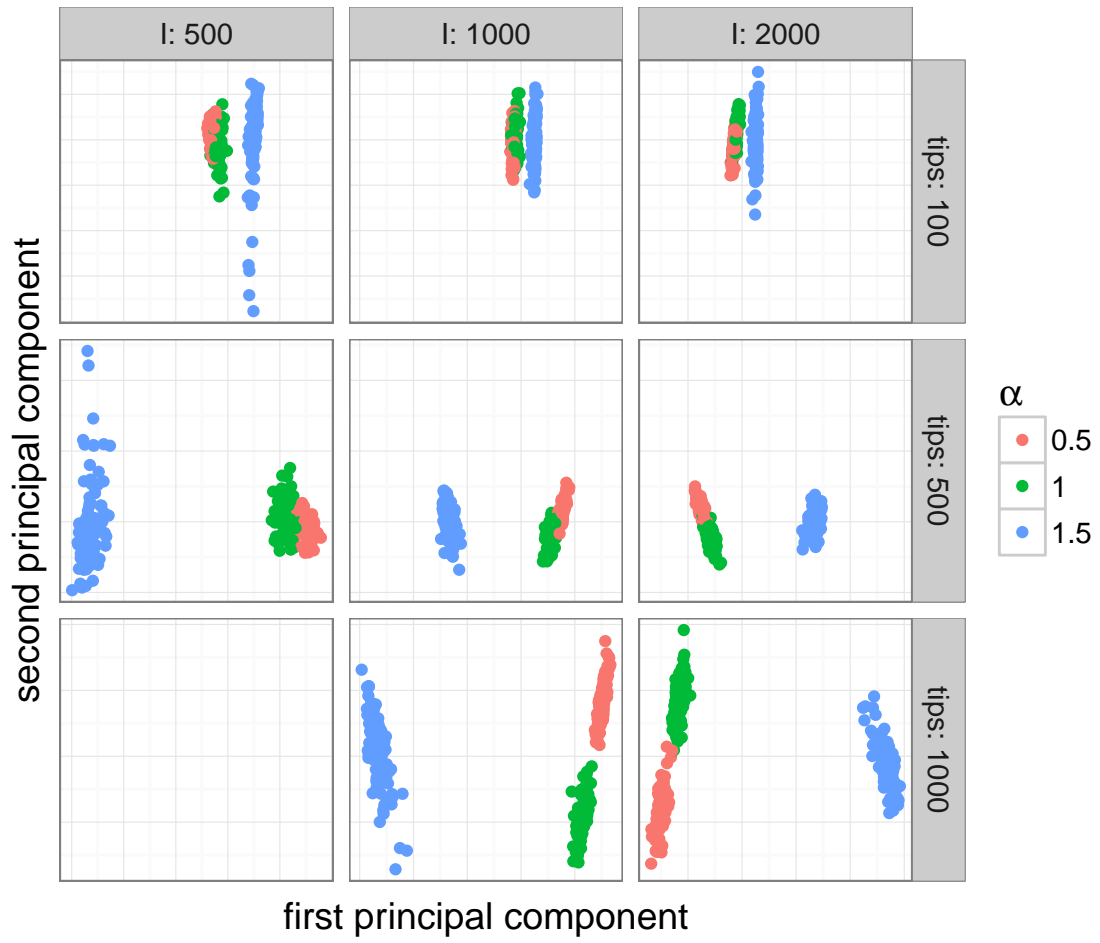 I: 500
I: 1000
I: 2000
tips: 100
tips: 500
tips: 1000
second principal component
first principal component
α
0.5
1
1.5